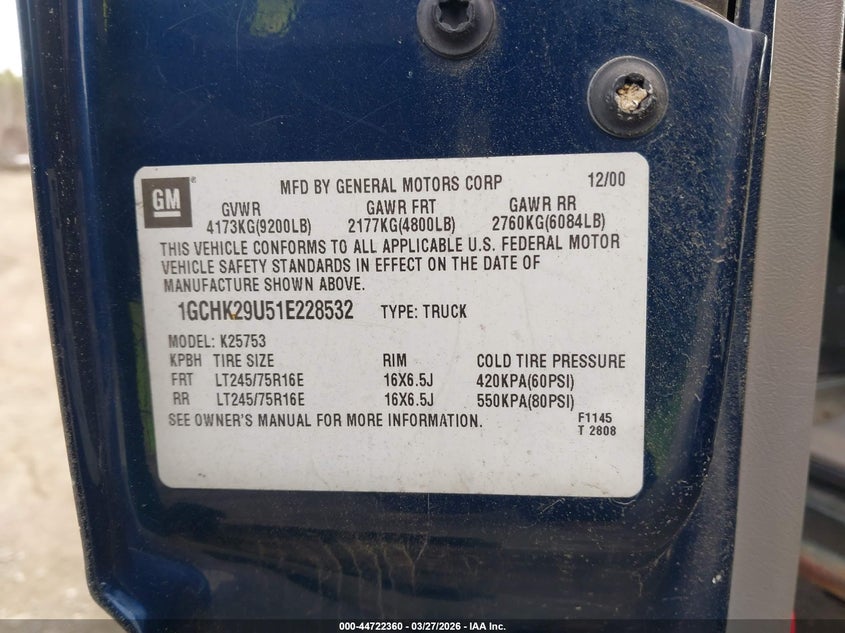 GM
MFD BY GENERAL MOTORS CORP 12/00
GVWR GAWR FRT GAWR RR
4173KG(9200LB) 2177KG(4800LB) 2760KG(6084LB)
THIS VEHICLE CONFORMS TO ALL APPLICABLE U.S. FEDERAL MOTOR
VEHICLE SAFETY STANDARDS IN EFFECT ON THE DATE OF
MANUFACTURE SHOWN ABOVE.
1GCHK29U51E228532 TYPE: TRUCK
MODEL: K25753
KPBH TIRE SIZE RIM COLD TIRE PRESSURE
FRT LT245/75R16E 16X6.5J 420KPA(60PSI)
RR LT245/75R16E 16X6.5J 550KPA(80PSI)
SEE OWNER'S MANUAL FOR MORE INFORMATION. F1145
T 2808
000-44722360 - 03/27/2026 - IAA Inc.